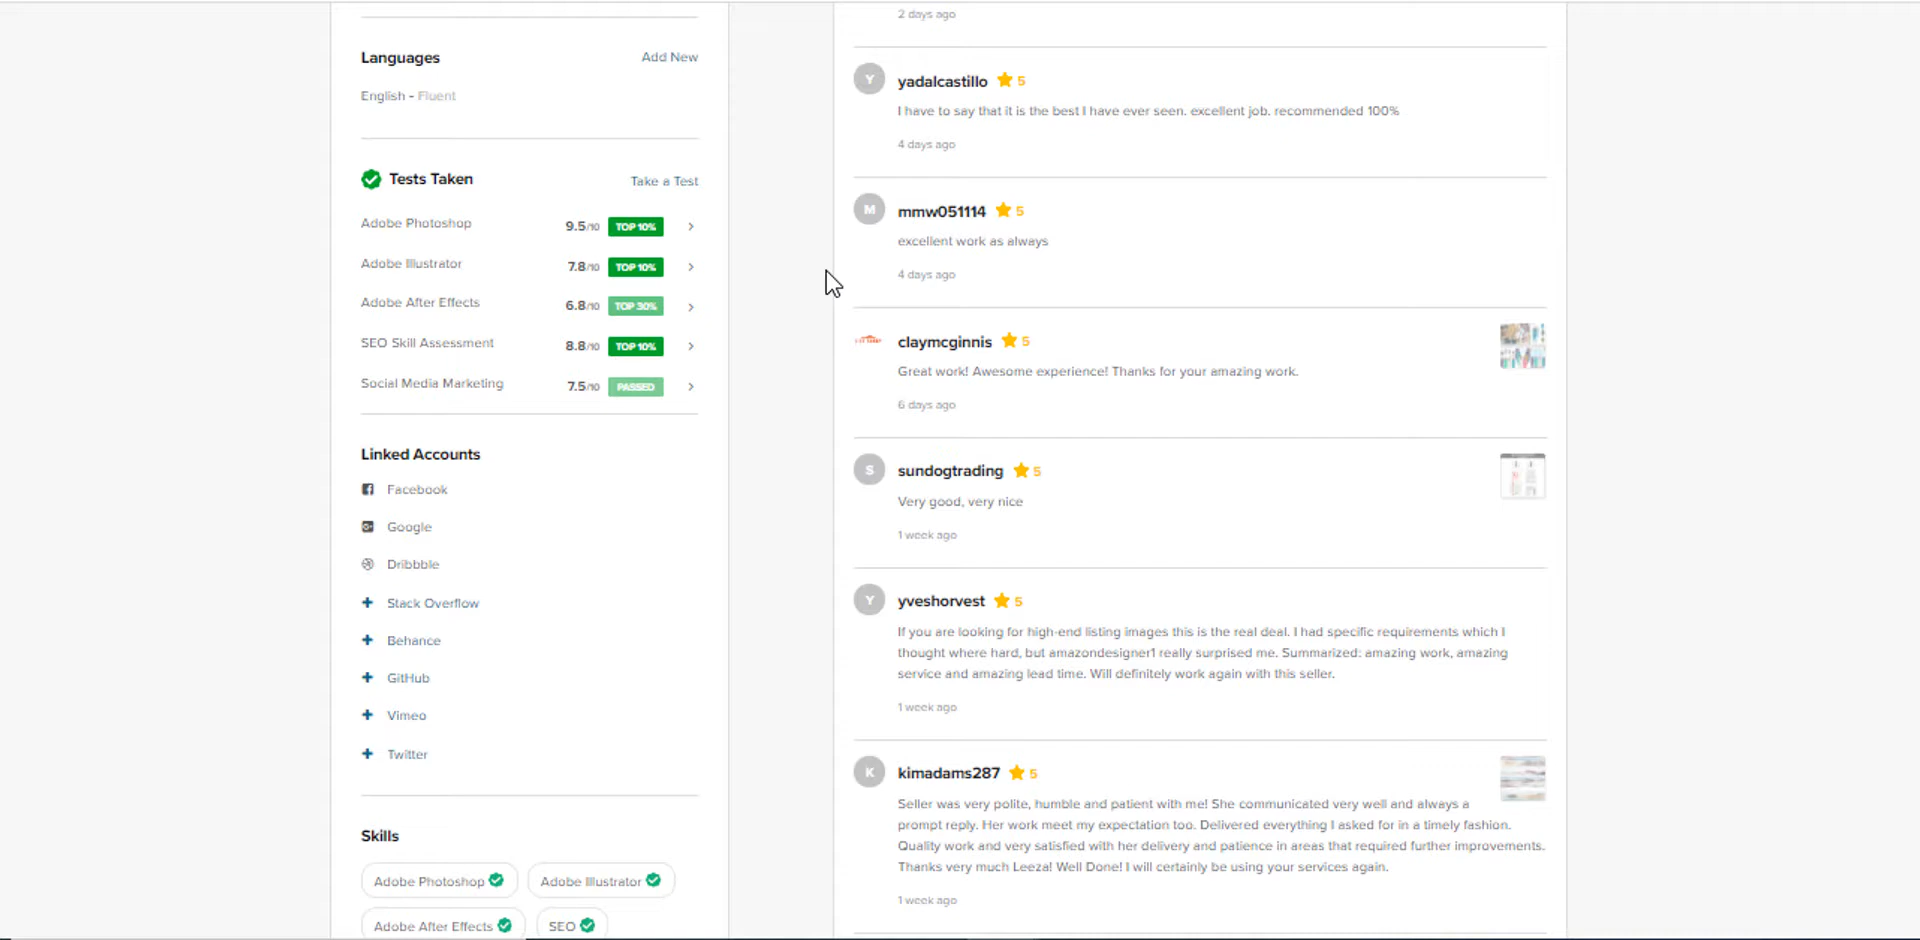 Languages
Add New
English - Fluent
Tests Taken
Take a Test
Adobe Photoshop 9.5/10 TOP 10%
Adobe Illustrator 7.8/10 TOP 10%
Adobe After Effects 6.8/10 TOP 30%
SEO Skill Assessment 8.8/10 TOP 10%
Social Media Marketing 7.5/10 PASSED
Linked Accounts
Facebook
Google
Dribbble
Stack Overflow
Behance
GitHub
Vimeo
Twitter
Skills
Adobe Photoshop
Adobe Illustrator
Adobe After Effects
SEO
2 days ago
Y
yadalcastillo 5
I have to say that it is the best I have ever seen. excellent job. recommended 100%
4 days ago
M
mmw051114 5
excellent work as always
4 days ago
claymcginnis 5
Great work! Awesome experience! Thanks for your amazing work.
6 days ago
S
sundogtrading 5
Very good, very nice
1 week ago
Y
yveshorvest 5
If you are looking for high-end listing images this is the real deal. I had specific requirements which I
thought where hard, but amazondesigner1 really surprised me. Summarized: amazing work, amazing
service and amazing lead time. Will definitely work again with this seller.
1 week ago
K
kimadams287 5
Seller was very polite, humble and patient with me! She communicated very well and always a
prompt reply. Her work meet my expectation too. Delivered everything I asked for in a timely fashion.
Quality work and very satisfied with her delivery and patience in areas that required further improvements.
Thanks very much Leeza! Well Done! I will certainly be using your services again.
1 week ago